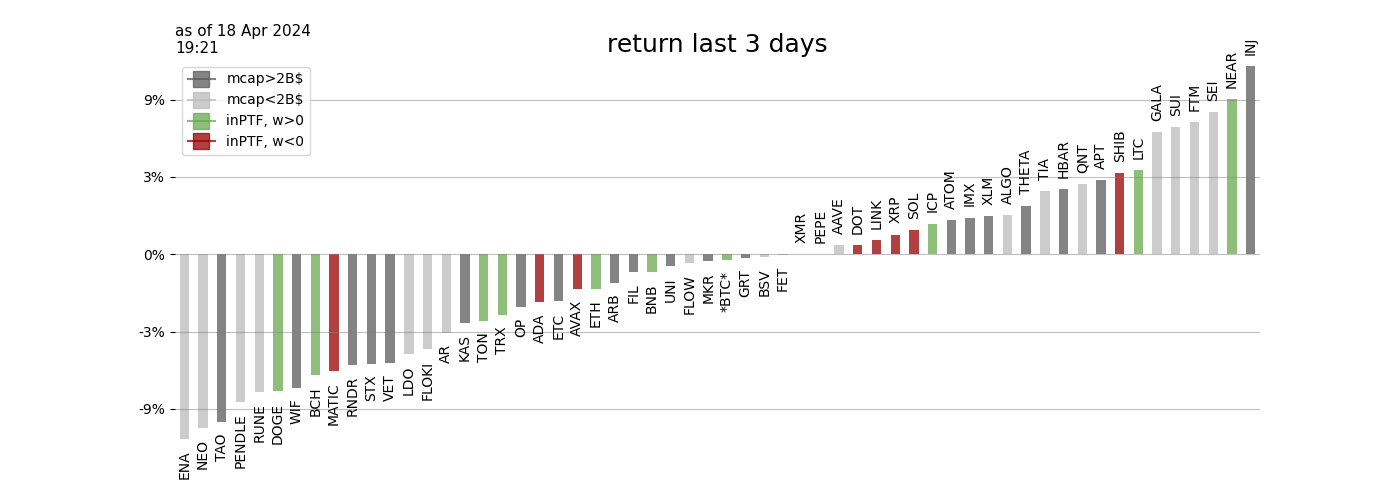 as of 18 Apr 2024
19:21
return last 3 days
mcap>2B$
mcap<2B$
inPTF, w>0
inPTF, w<0
9%
3%
0%
-3%
-9%
ENA
NEO
TAO
PENDLE
RUNE
DOGE
WIF
BCH
MATIC
RNDR
STX
VET
LDO
FLOKI
AR
KAS
TON
TRX
OP
ADA
ETC
AVAX
ETH
ARB
FIL
BNB
UNI
FLOW
MKR
*BTC*
GRT
BSV
FET
XMR
PEPE
AAVE
DOT
LINK
XRP
SOL
ICP
ATOM
IMX
XLM
ALGO
THETA
TIA
HBAR
QNT
APT
SHIB
LTC
GALA
SUI
FTM
SEI
NEAR
INJ